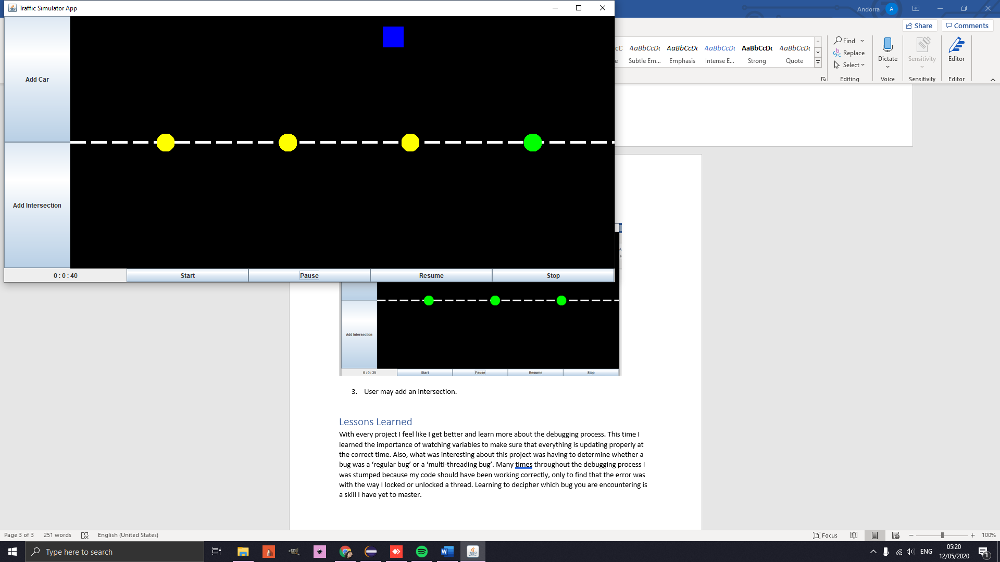 Traffic Simulator App
Andorra
A
Share
Comments
Add Car
Add Intersection
0 : 0 : 40
Start
Pause
Resume
Stop
AaBbCcDc
AaBbCcDc
AaBbCcDc
AaBbCcDc
AaBbCcDc
Subtle Em...
Emphasis
Intense E...
Strong
Quote
Find
Replace
Select
Editing
Dictate
Voice
Sensitivity
Sensitivity
Editor
Editor
Add Intersection
0 : 0 : 35
Start
Pause
Resume
Stop
3. User may add an intersection.
Lessons Learned
With every project I feel like I get better and learn more about the debugging process. This time I
learned the importance of watching variables to make sure that everything is updating properly at
the correct time. Also, what was interesting about this project was having to determine whether a
bug was a ‘regular bug’ or a ‘multi-threading bug’. Many times throughout the debugging process I
was stumped because my code should have been working correctly, only to find that the error was
with the way I locked or unlocked a thread. Learning to decipher which bug you are encountering is
a skill I have yet to master.
Page 3 of 3
251 words
English (United States)
Focus
100%
Type here to search
ENG
05:20
12/05/2020
1